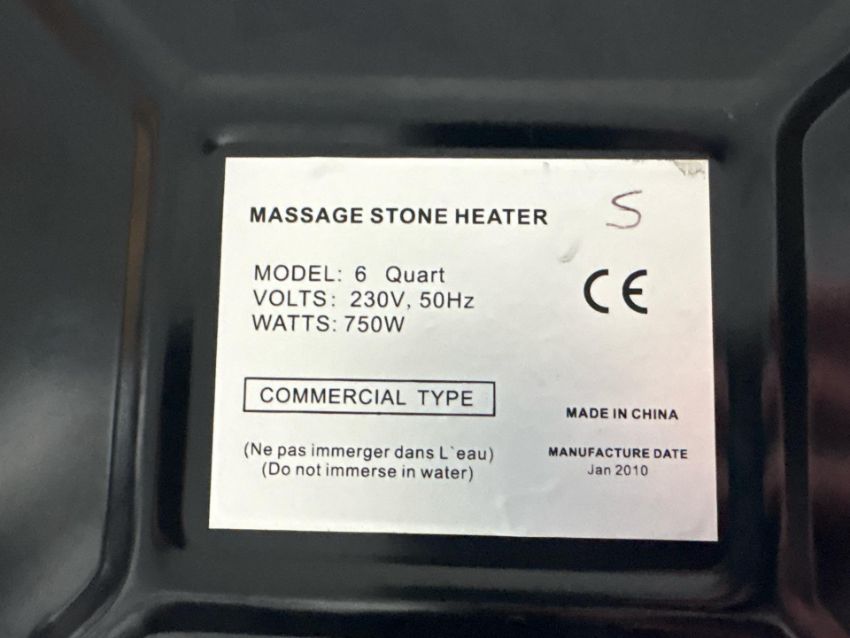 MASSAGE STONE HEATER
S
MODEL: 6 Quart
VOLTS: 230V, 50Hz
WATTS: 750W
CE
COMMERCIAL TYPE
MADE IN CHINA
(Ne pas immerger dans L`eau)
(Do not immerse in water)
MANUFACTURE DATE
Jan 2010